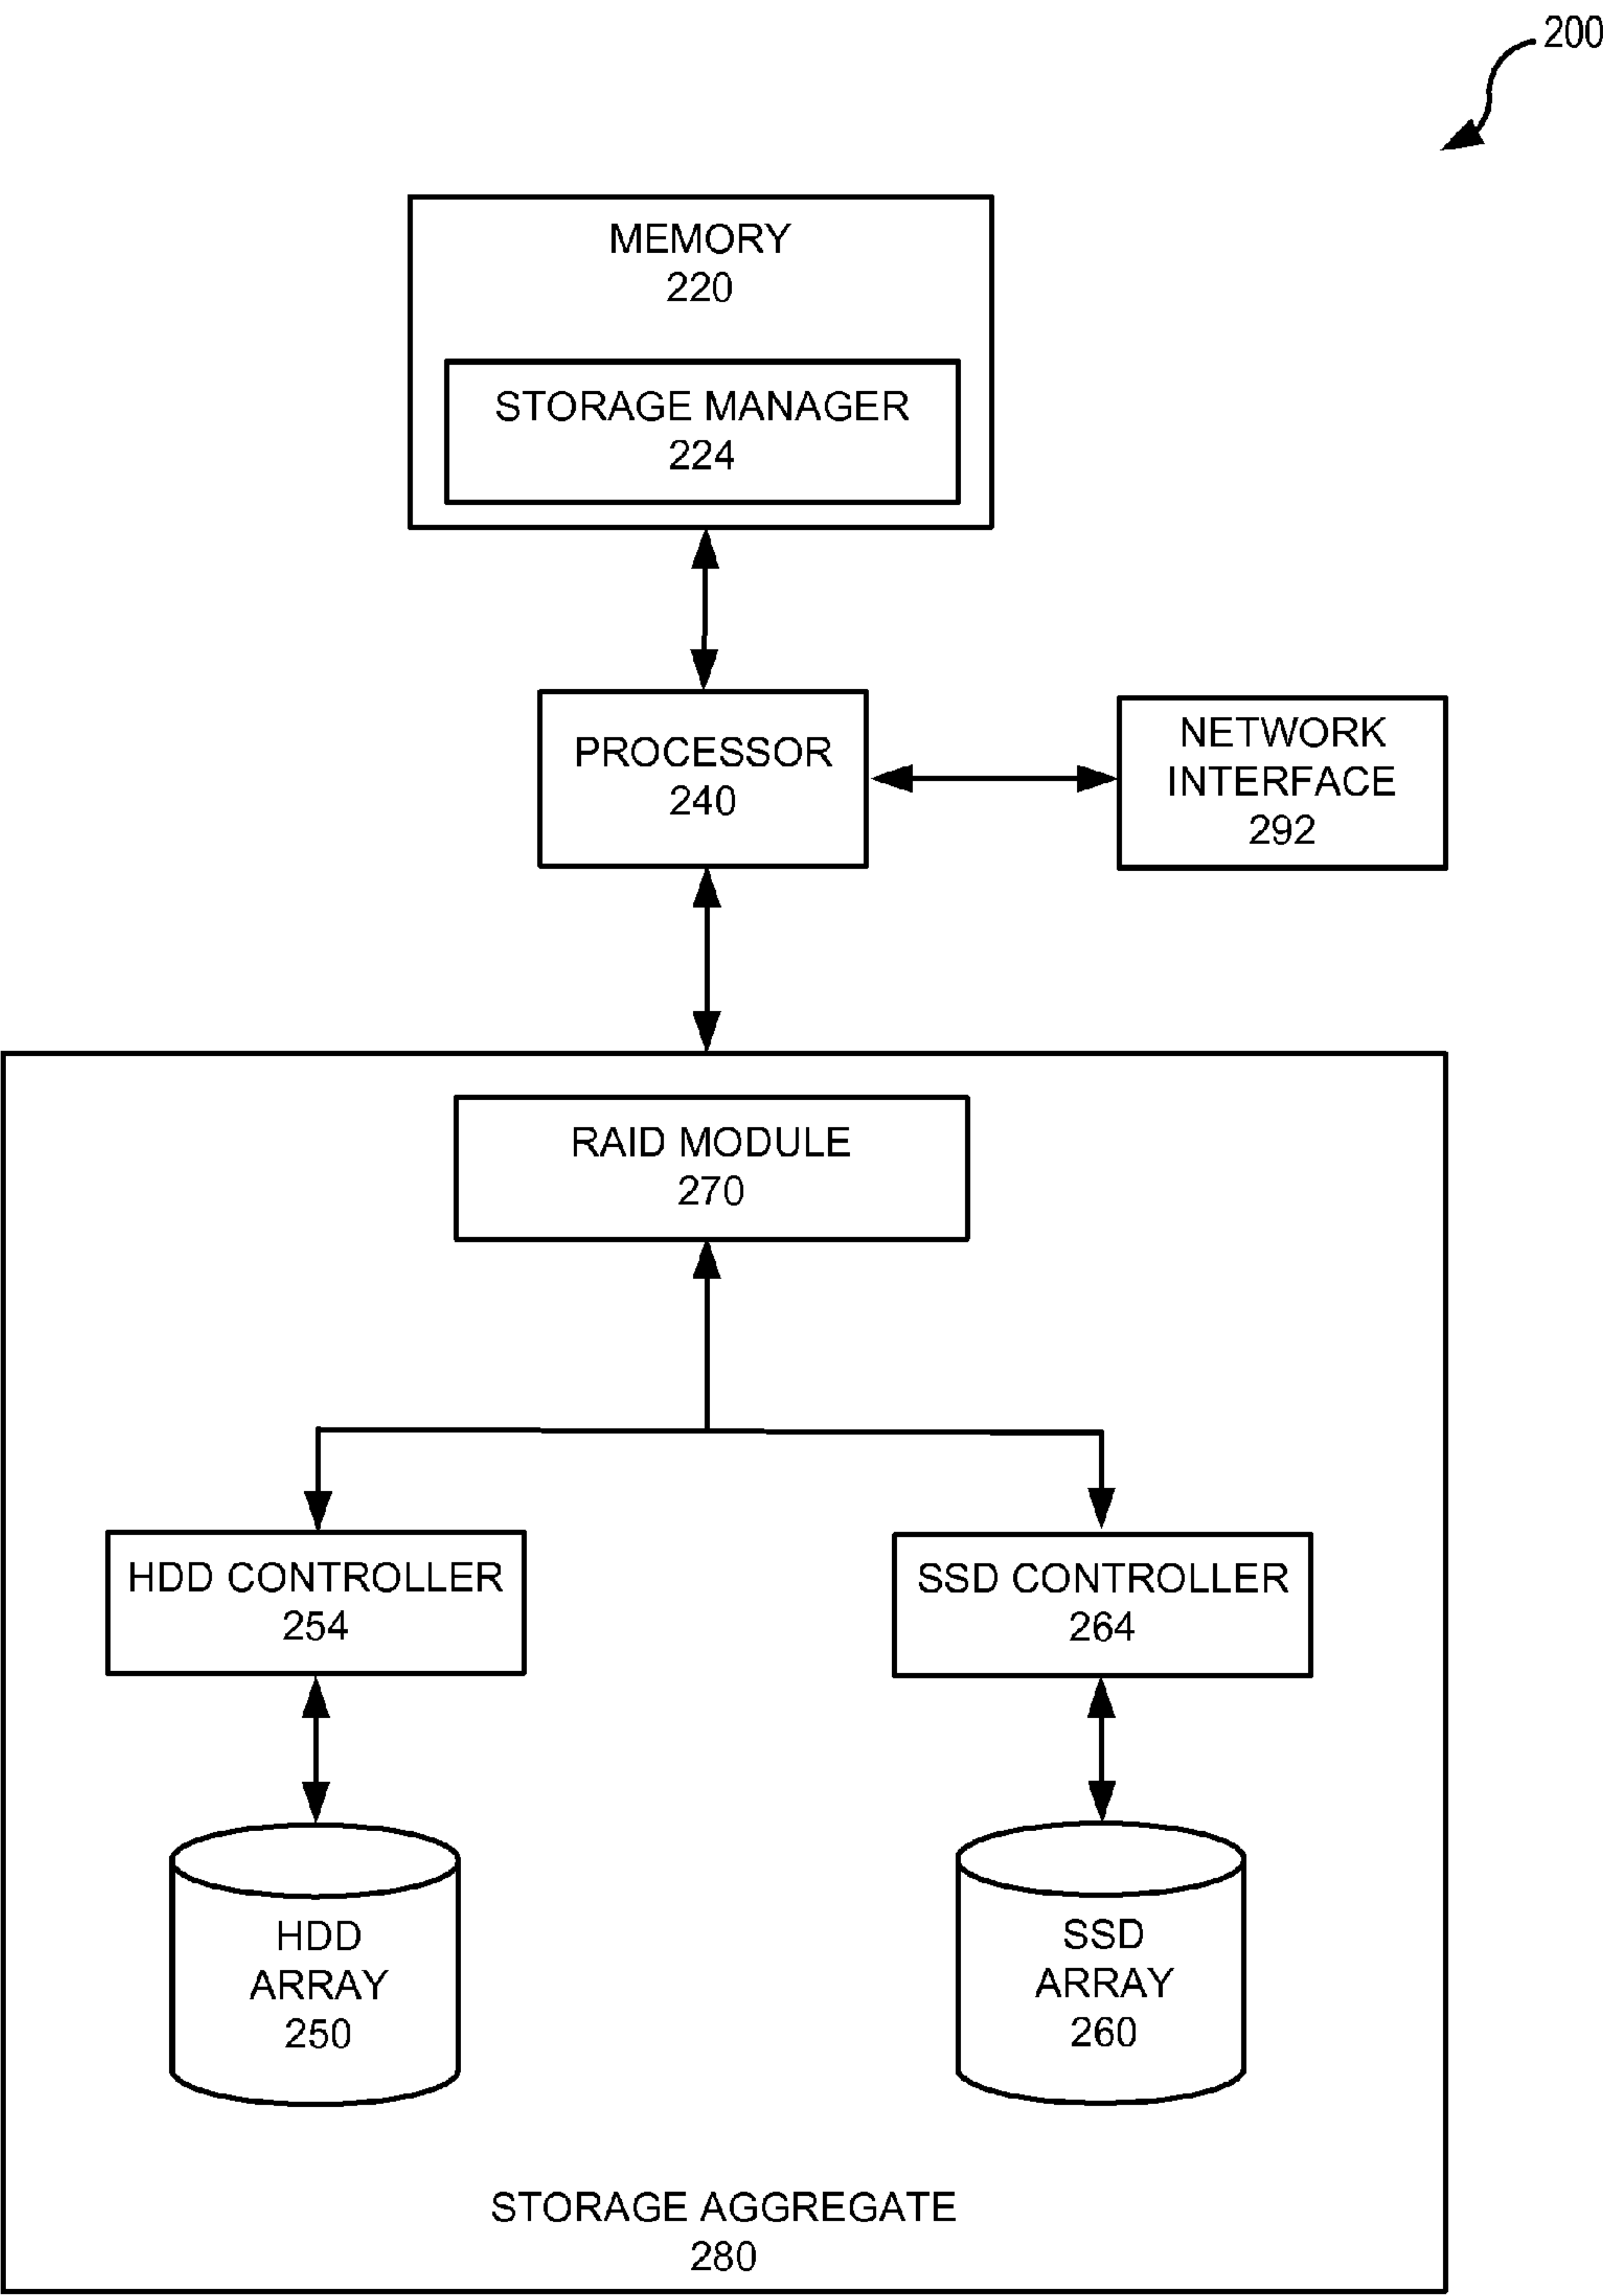 200
MEMORY
220
STORAGE MANAGER
224
PROCESSOR
240
NETWORK
INTERFACE
292
RAID MODULE
270
HDD CONTROLLER
254
SSD CONTROLLER
264
HDD
ARRAY
250
SSD
ARRAY
260
STORAGE AGGREGATE
280